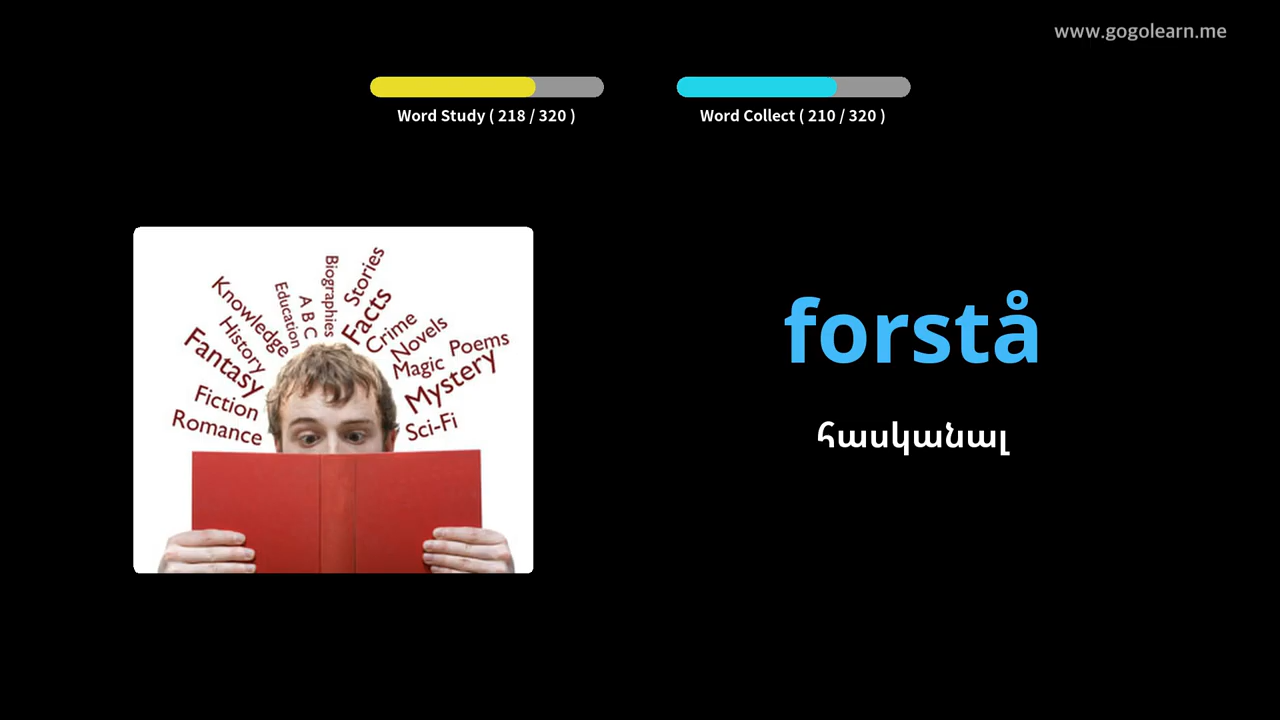 www.gogolearn.me
Word Study ( 218 / 320 )
Word Collect ( 210 / 320 )
Knowledge
Education
A B C
Biographies
Stories
Facts
Crime
Novels
Poems
Magic
Mystery
Sci-Fi
History
Fantasy
Fiction
Romance
forstå
հասկանալ